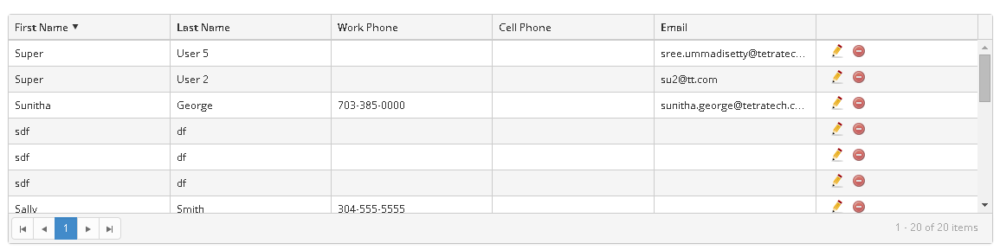 First Name ▼ Last Name Work Phone Cell Phone Email
Super User 5 sree.ummadisetty@tetratec...
Super User 2 su2@tt.com
Sunitha George 703-385-0000 sunitha.george@tetratech.c...
sdf df
sdf df
sdf df
Sally Smith 304-555-5555
1 1 - 20 of 20 items